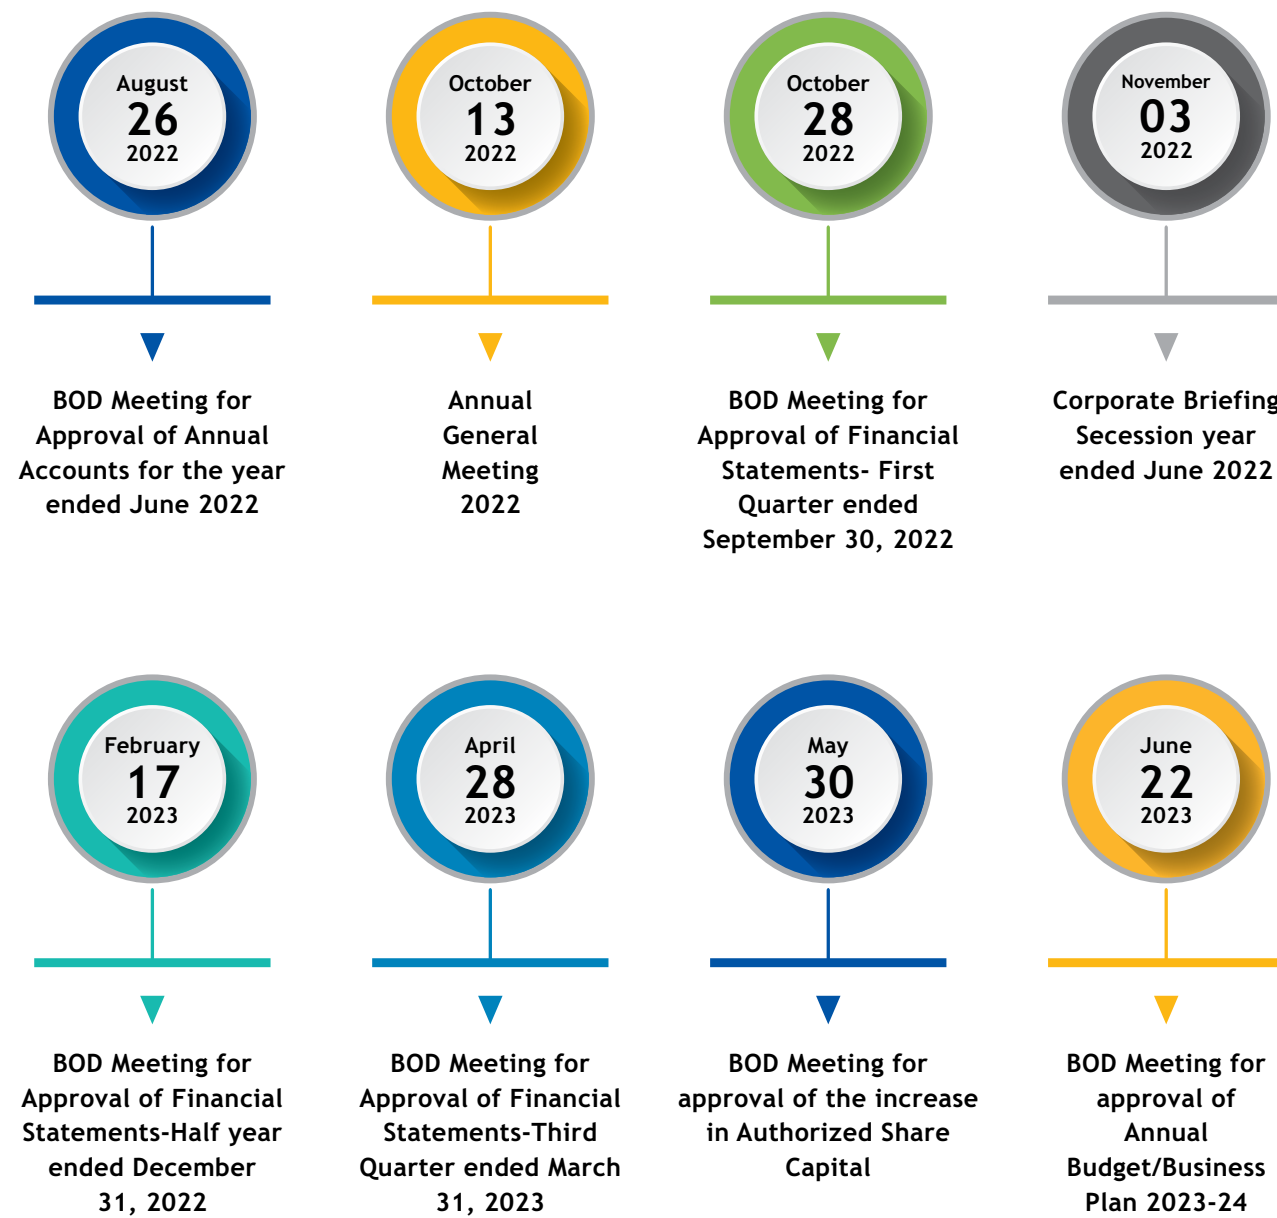 August
26
2022
October
13
2022
October
28
2022
November
03
2022
BOD Meeting for
Approval of Annual
Accounts for the year
ended June 2022
Annual
General
Meeting
2022
BOD Meeting for
Approval of Financial
Statements- First
Quarter ended
September 30, 2022
Corporate Briefing
Secession year
ended June 2022
February
17
2023
April
28
2023
May
30
2023
June
22
2023
BOD Meeting for
Approval of Financial
Statements-Half year
ended December
31, 2022
BOD Meeting for
Approval of Financial
Statements-Third
Quarter ended March
31, 2023
BOD Meeting for
approval of the increase
in Authorized Share
Capital
BOD Meeting for
approval of
Annual
Budget/Business
Plan 2023-24